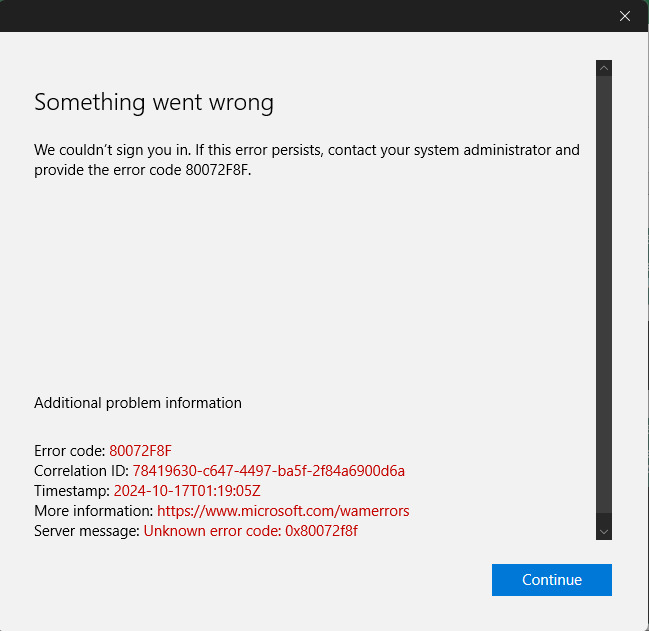 Something went wrong
We couldn't sign you in. If this error persists, contact your system administrator and
provide the error code 80072F8F.
Additional problem information
Error code: 80072F8F
Correlation ID: 78419630-c647-4497-ba5f-2f84a6900d6a
Timestamp: 2024-10-17T01:19:05Z
More information: https://www.microsoft.com/wamerrors
Server message: Unknown error code: 0x80072f8f
Continue